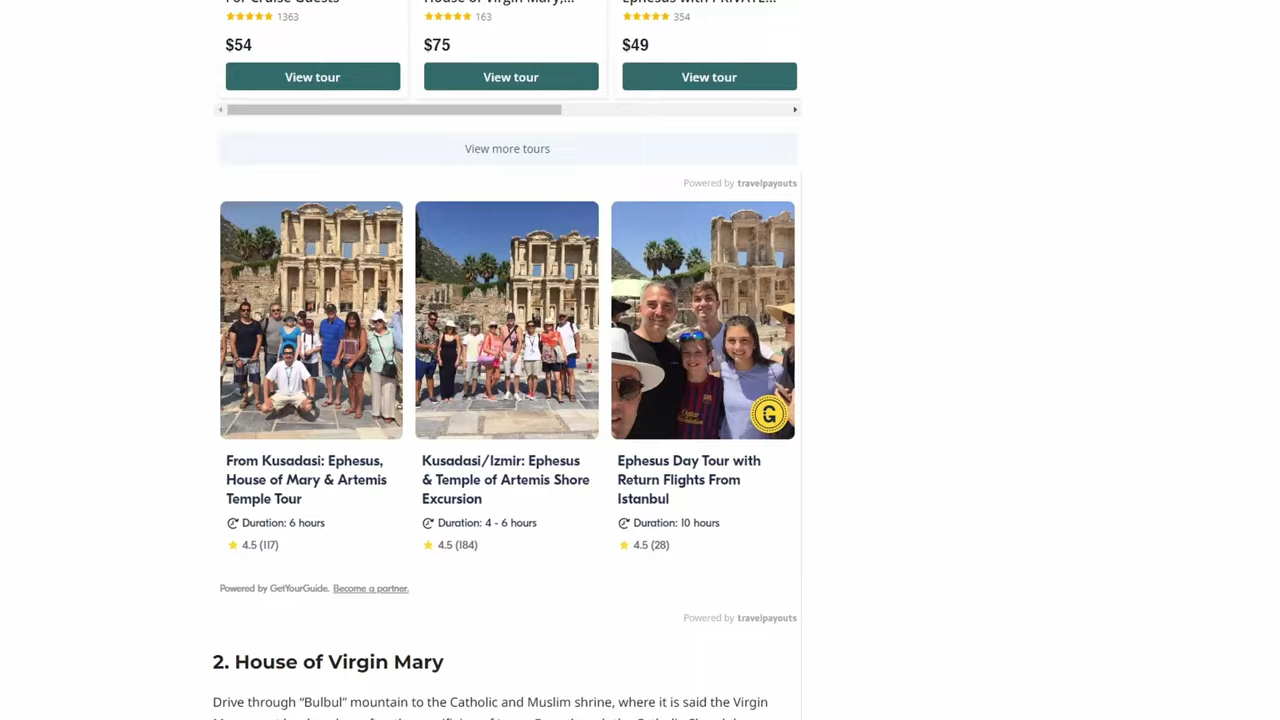 For Cruise Guests
House of Virgin Mary,...
Ephesus with PRIVATE...
1363
163
354
$54
$75
$49
View tour
View tour
View tour
View more tours
Powered by travelpayouts
G
From Kusadasi: Ephesus,
House of Mary & Artemis
Temple Tour
Duration: 6 hours
4.5 (117)
Kusadasi/Izmir: Ephesus
& Temple of Artemis Shore
Excursion
Duration: 4 - 6 hours
4.5 (184)
Ephesus Day Tour with
Return Flights From
Istanbul
Duration: 10 hours
4.5 (28)
Powered by GetYourGuide. Become a partner.
Powered by travelpayouts
2. House of Virgin Mary
Drive through “Bulbul” mountain to the Catholic and Muslim shrine, where it is said the Virgin